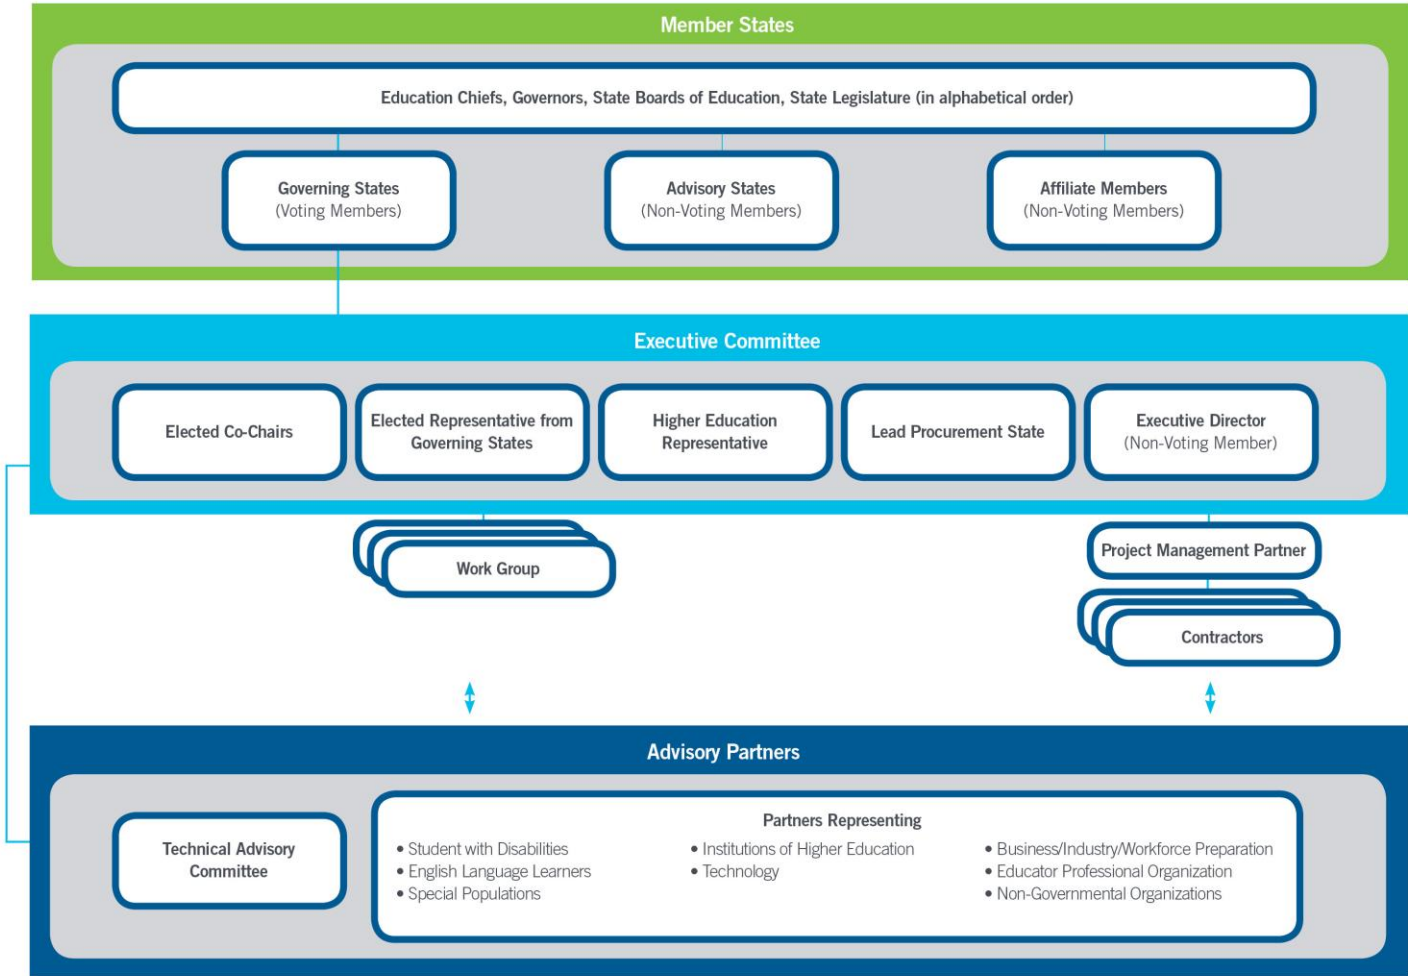 Member States
Education Chiefs, Governors, State Boards of Education, State Legislature (in alphabetical order)
Governing States
(Voting Members)
Advisory States
(Non-Voting Members)
Affiliate Members
(Non-Voting Members)
Executive Committee
Elected Co-Chairs
Elected Representative from
Governing States
Higher Education
Representative
Lead Procurement State
Executive Director
(Non-Voting Member)
Work Group
Project Management Partner
Contractors
Advisory Partners
Technical Advisory
Committee
Partners Representing
• Student with Disabilities
• English Language Learners
• Special Populations
• Institutions of Higher Education
• Technology
• Business/Industry/Workforce Preparation
• Educator Professional Organization
• Non-Governmental Organizations